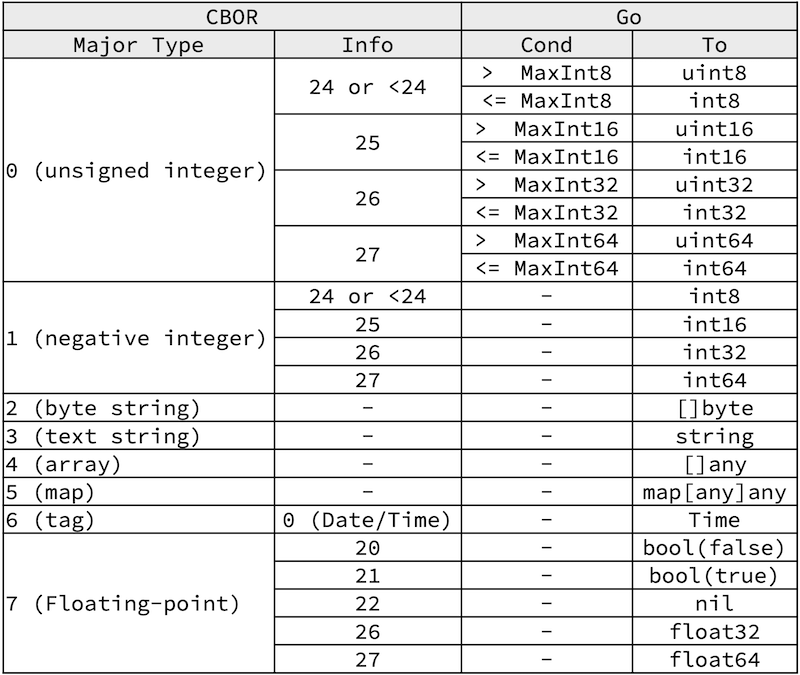 CBOR Go
Major Type Info Cond To
0 (unsigned integer) 24 or <24 > MaxInt8 uint8
<= MaxInt8 int8
25 > MaxInt16 uint16
<= MaxInt16 int16
26 > MaxInt32 uint32
<= MaxInt32 int32
27 > MaxInt64 uint64
<= MaxInt64 int64
1 (negative integer) 24 or <24 - int8
25 - int16
26 - int32
27 - int64
2 (byte string) - - []byte
3 (text string) - - string
4 (array) - - []any
5 (map) - - map[any]any
6 (tag) 0 (Date/Time) - Time
7 (Floating-point) 20 - bool(false)
21 - bool(true)
22 - nil
26 - float32
27 - float64